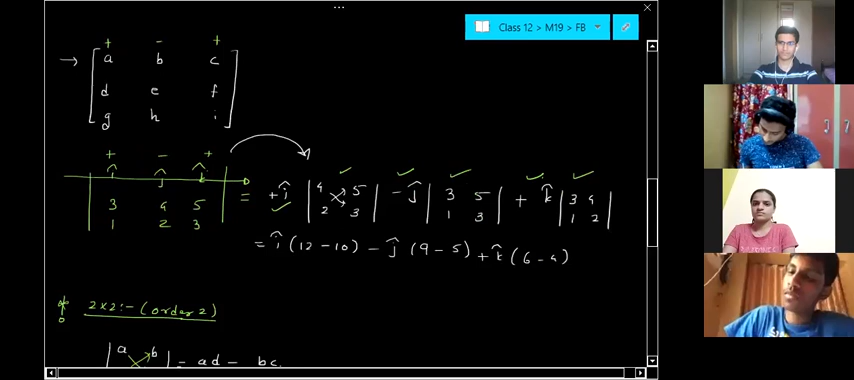 Class 12 > M19 > FB
+ - +
→ [ a b c
d e f
g h i ]
+ - +
| î ĵ k̂
3 4 5
1 2 3 | = +î | 4 5
2 3 | - ĵ | 3 5
1 3 | + k̂ | 3 4
1 2 |
= î (12 - 10) - ĵ (9 - 5) + k̂ (6 - 4)
* 2×2:- (order 2)
| a b | = ad - bc.